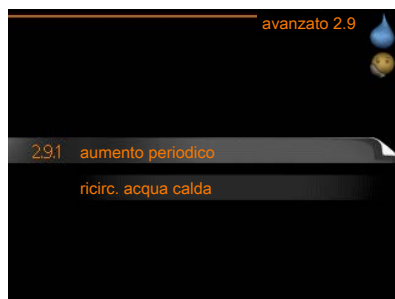 avanzato 2.9
2.9.1 aumento periodico
ricirc. acqua calda